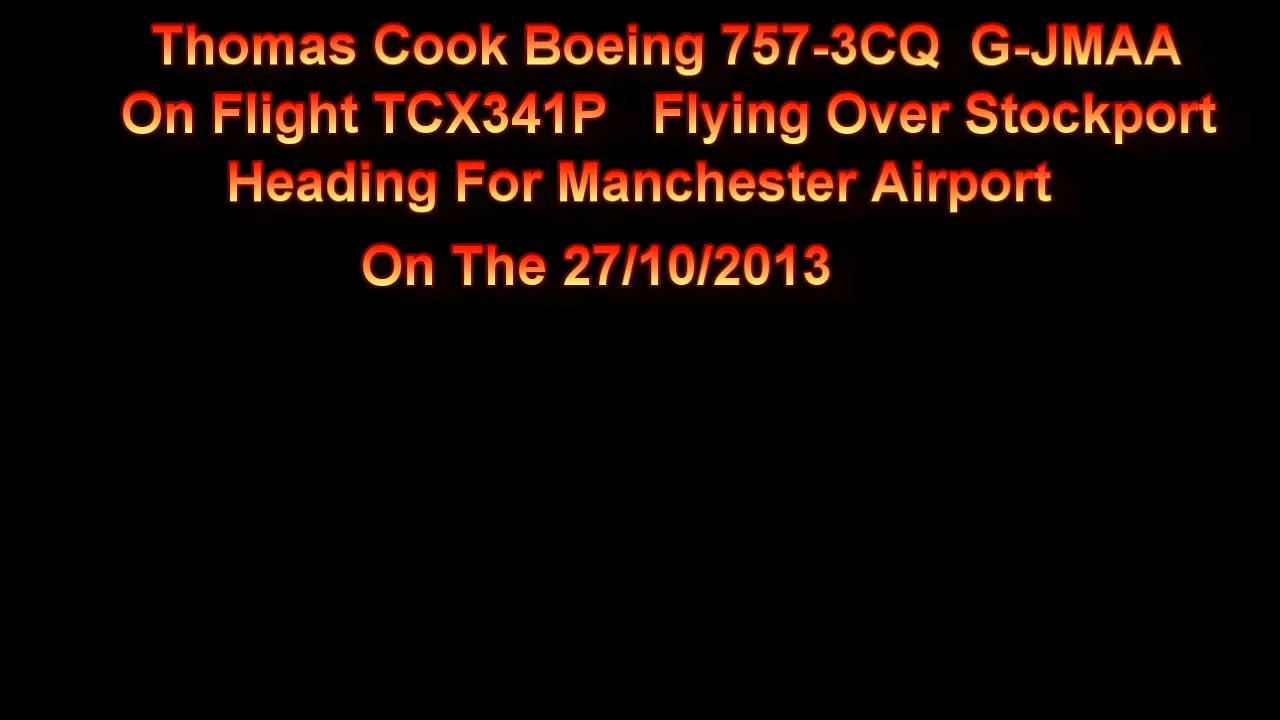 Thomas Cook Boeing 757-3CQ  G-JMAA
On Flight TCX341P   Flying Over Stockport
Heading For Manchester Airport
On The 27/10/2013